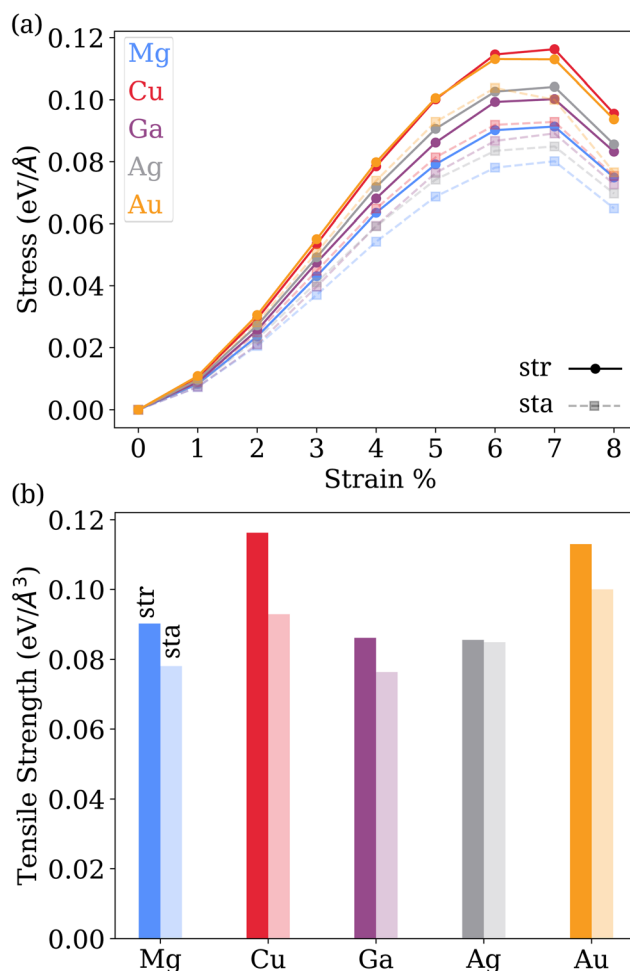 (a)
0.12
0.10
0.08
0.06
0.04
0.02
0.00
Stress (eV/Å)
Mg
Cu
Ga
Ag
Au
str
sta
0 1 2 3 4 5 6 7 8
Strain %
(b)
0.12
0.10
0.08
0.06
0.04
0.02
0.00
Tensile Strength (eV/Å³)
str
sta
Mg Cu Ga Ag Au